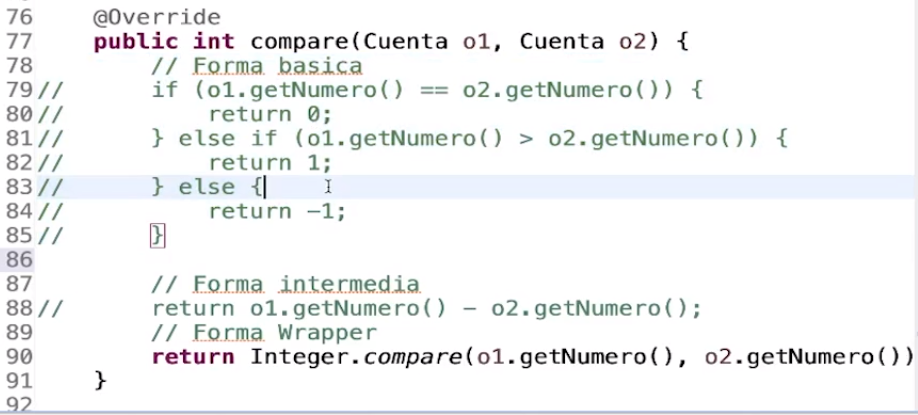 76     @Override
77     public int compare(Cuenta o1, Cuenta o2) {
78         // Forma basica
79 //        if (o1.getNumero() == o2.getNumero()) {
80 //            return 0;
81 //        } else if (o1.getNumero() > o2.getNumero()) {
82 //            return 1;
83 //        } else {
84 //            return -1;
85 //        }
86
87         // Forma intermedia
88 //        return o1.getNumero() - o2.getNumero();
89         // Forma Wrapper
90         return Integer.compare(o1.getNumero(), o2.getNumero())
91     }
92